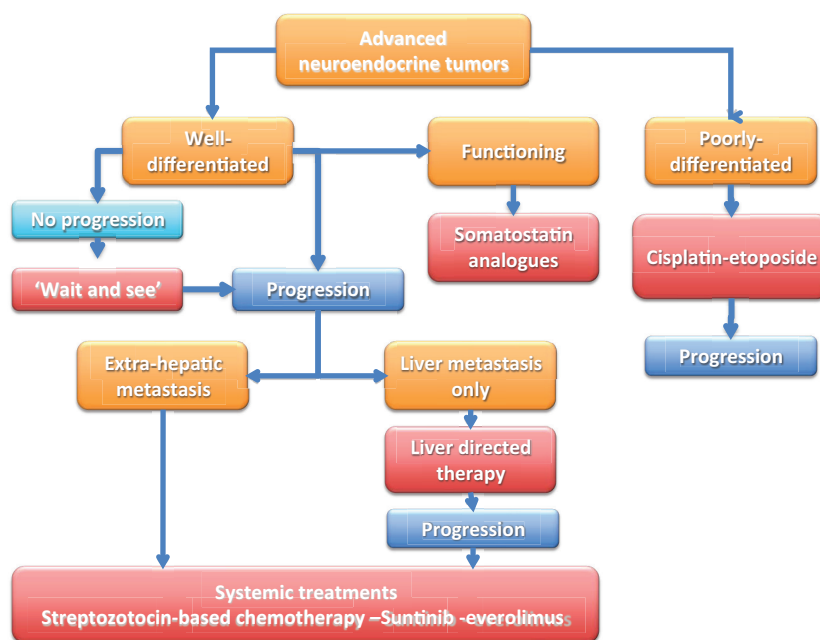 Advanced
neuroendocrine tumors
Well-
differentiated
Functioning
Poorly-
differentiated
No progression
Somatostatin
analogues
Cisplatin-etoposide
'Wait and see'
Progression
Progression
Extra-hepatic
metastasis
Liver metastasis
only
Liver directed
therapy
Progression
Systemic treatments
Streptozotocin-based chemotherapy –Suntinib -everolimus